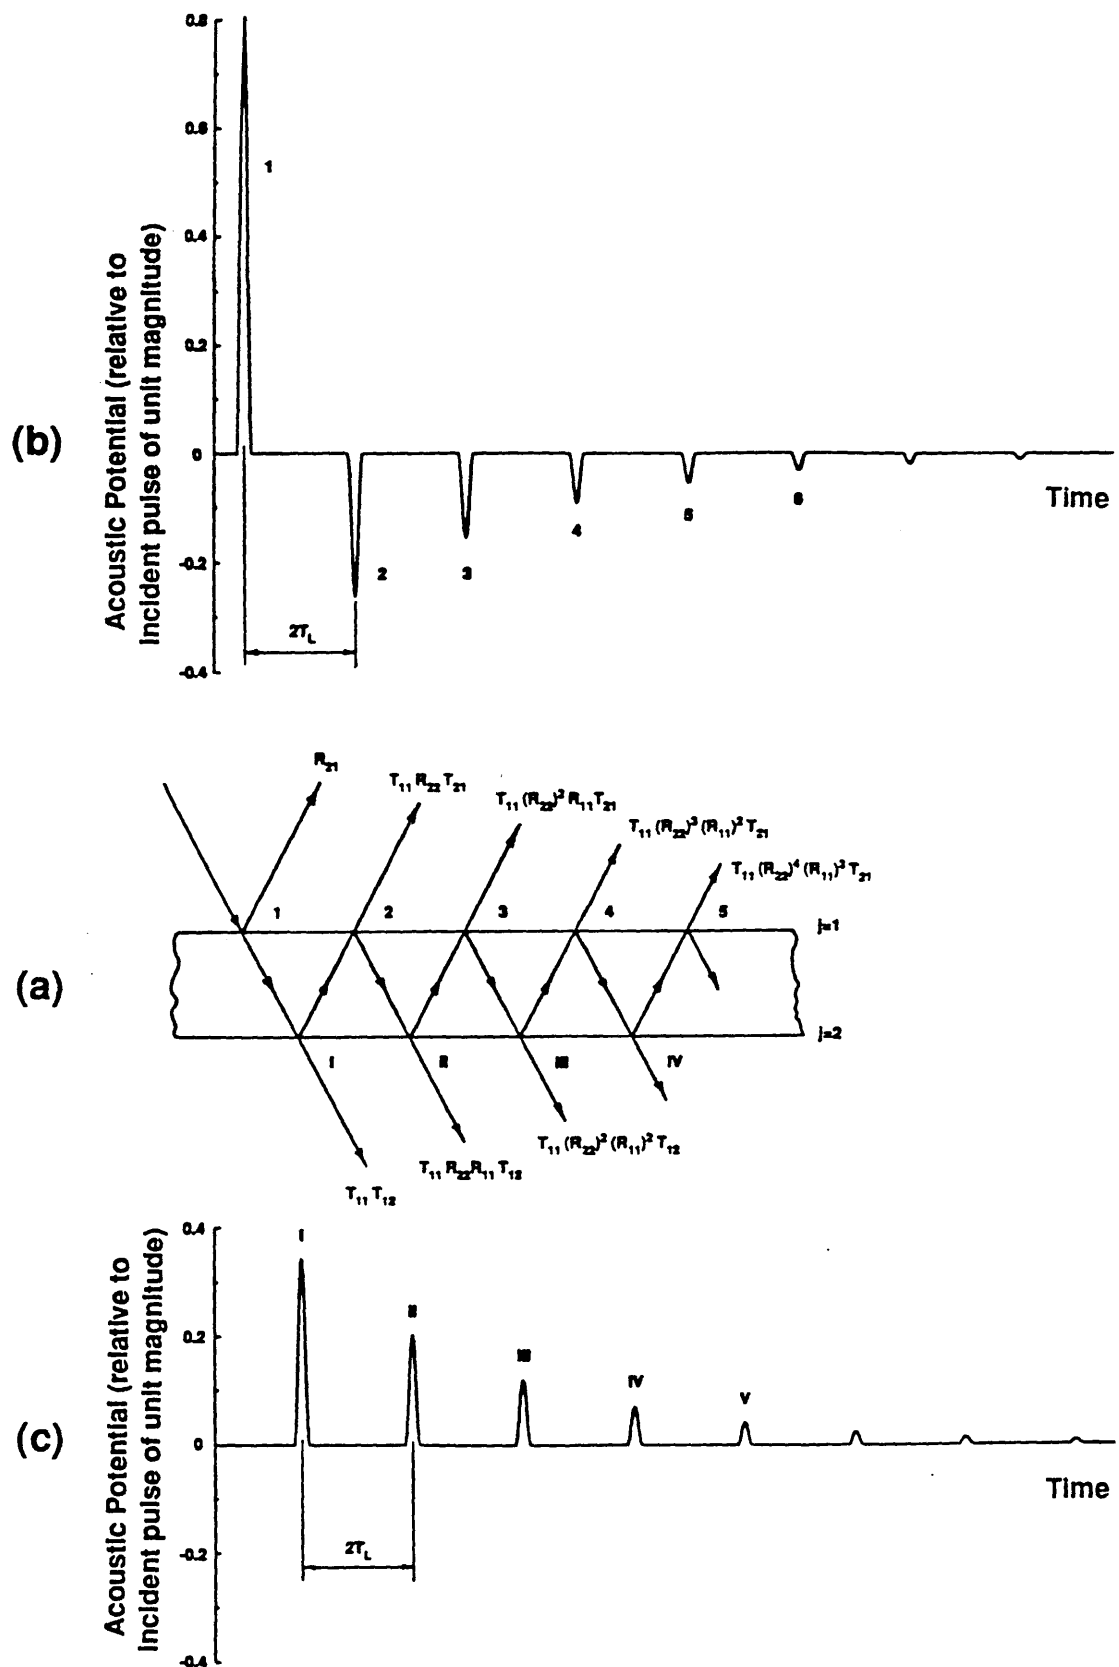 0.8
0.6
0.4
0.2
0
-0.2
-0.4
Acoustic Potential (relative to
incident pulse of unit magnitude)
(b)
1
2
3
4
5
6
Time
2T_L
R_21
T_11 R_22 T_21
T_11 (R_22)^2 R_11 T_21
T_11 (R_22)^3 (R_11)^2 T_21
T_11 (R_22)^4 (R_11)^3 T_21
1
2
3
4
5
j=1
(a)
j=2
I
II
III
IV
T_11 T_12
T_11 R_22 R_11 T_12
T_11 (R_22)^2 (R_11)^2 T_12
0.4
0.2
0
-0.2
-0.4
Acoustic Potential (relative to
incident pulse of unit magnitude)
(c)
I
II
III
IV
V
Time
2T_L